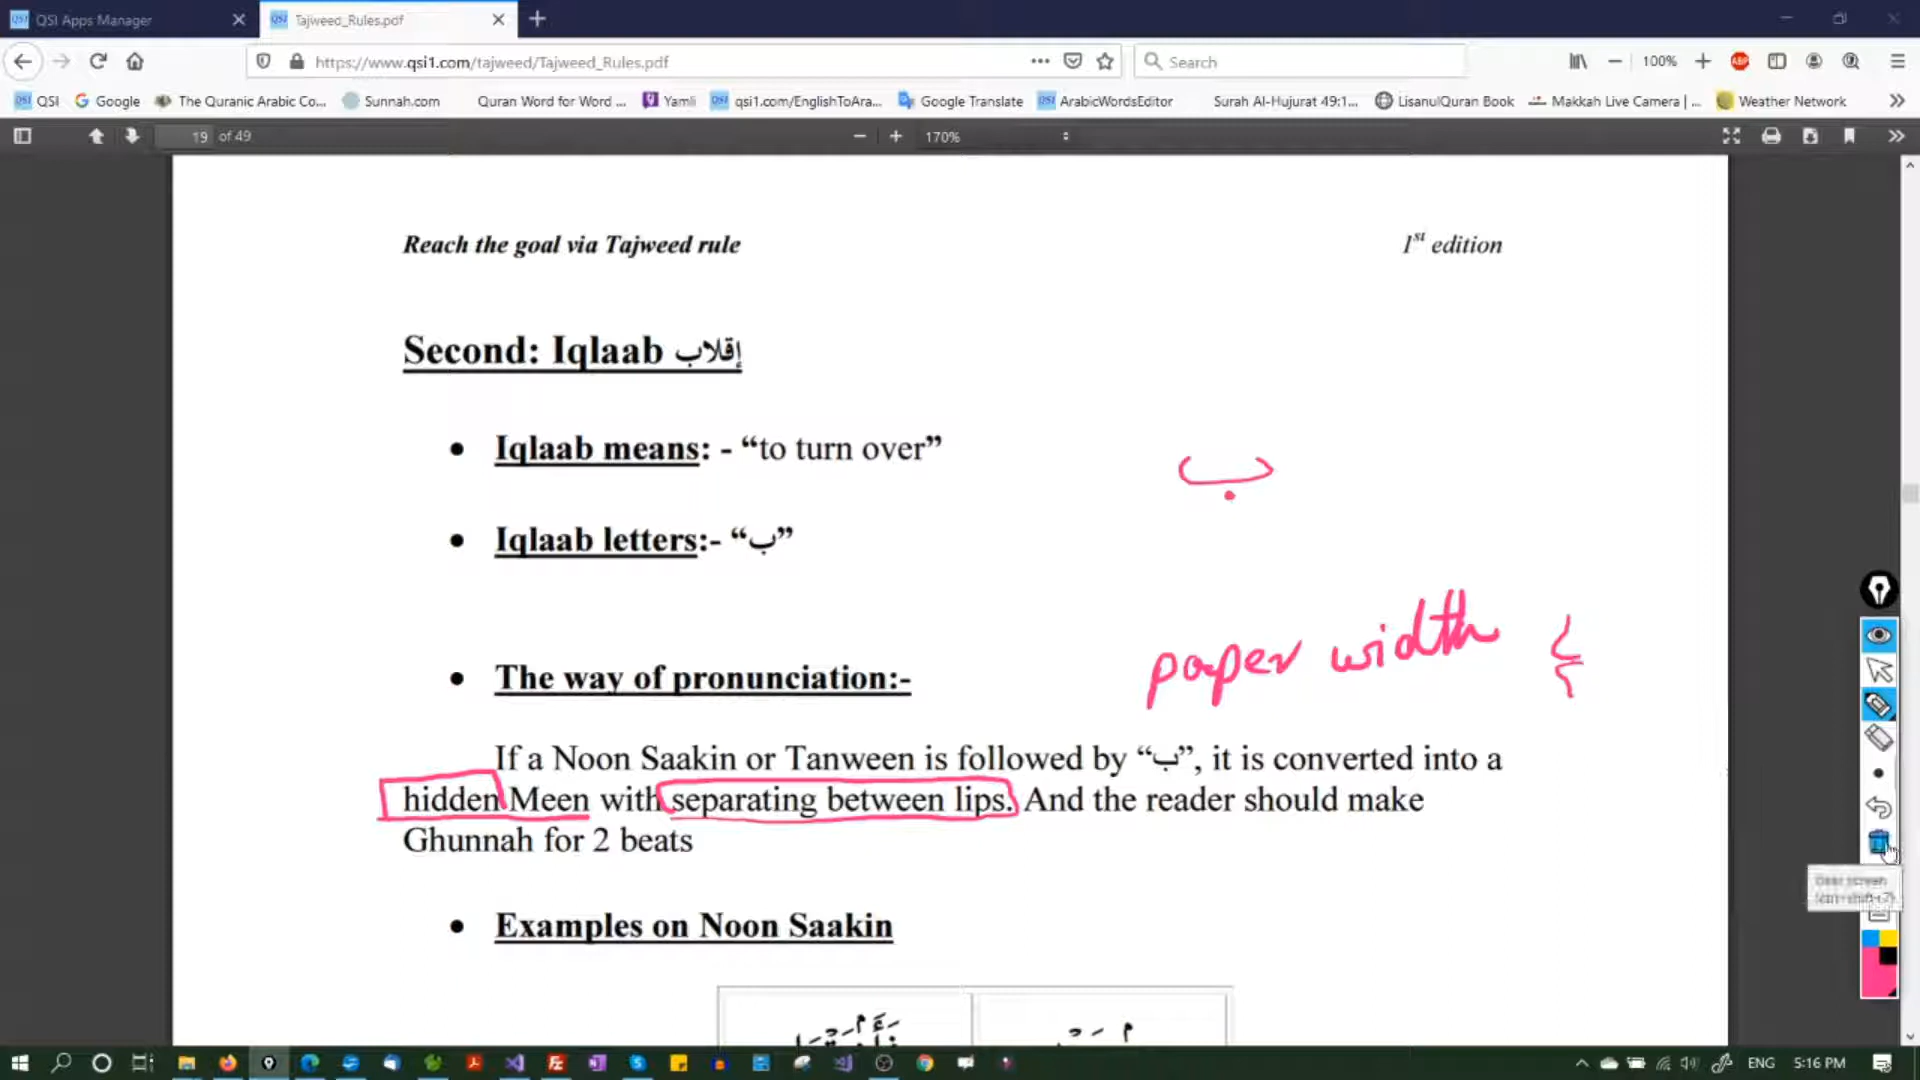 QSI Apps Manager
Tajweed_Rules.pdf
https://www.qsi1.com/tajweed/Tajweed_Rules.pdf
Search
100%
QSI
Google
The Quranic Arabic Co...
Sunnah.com
Quran Word for Word ...
Yamli
qsi1.com/EnglishToAra...
Google Translate
ArabicWordsEditor
Surah Al-Hujurat 49:1...
LisanulQuran Book
Makkah Live Camera | ...
Weather Network
19 of 49
170%
Reach the goal via Tajweed rule
1st edition
Second: Iqlaab إقلاب
• Iqlaab means: - “to turn over”
ب
• Iqlaab letters:- “ب”
paper width
• The way of pronunciation:-
If a Noon Saakin or Tanween is followed by “ب”, it is converted into a
hidden Meen with separating between lips. And the reader should make
Ghunnah for 2 beats
• Examples on Noon Saakin
ENG
5:16 PM